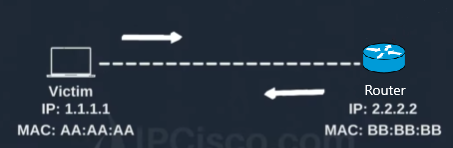 Victim
IP: 1.1.1.1
MAC: AA:AA:AA
Router
IP: 2.2.2.2
MAC: BB:BB:BB
IPCisco.com